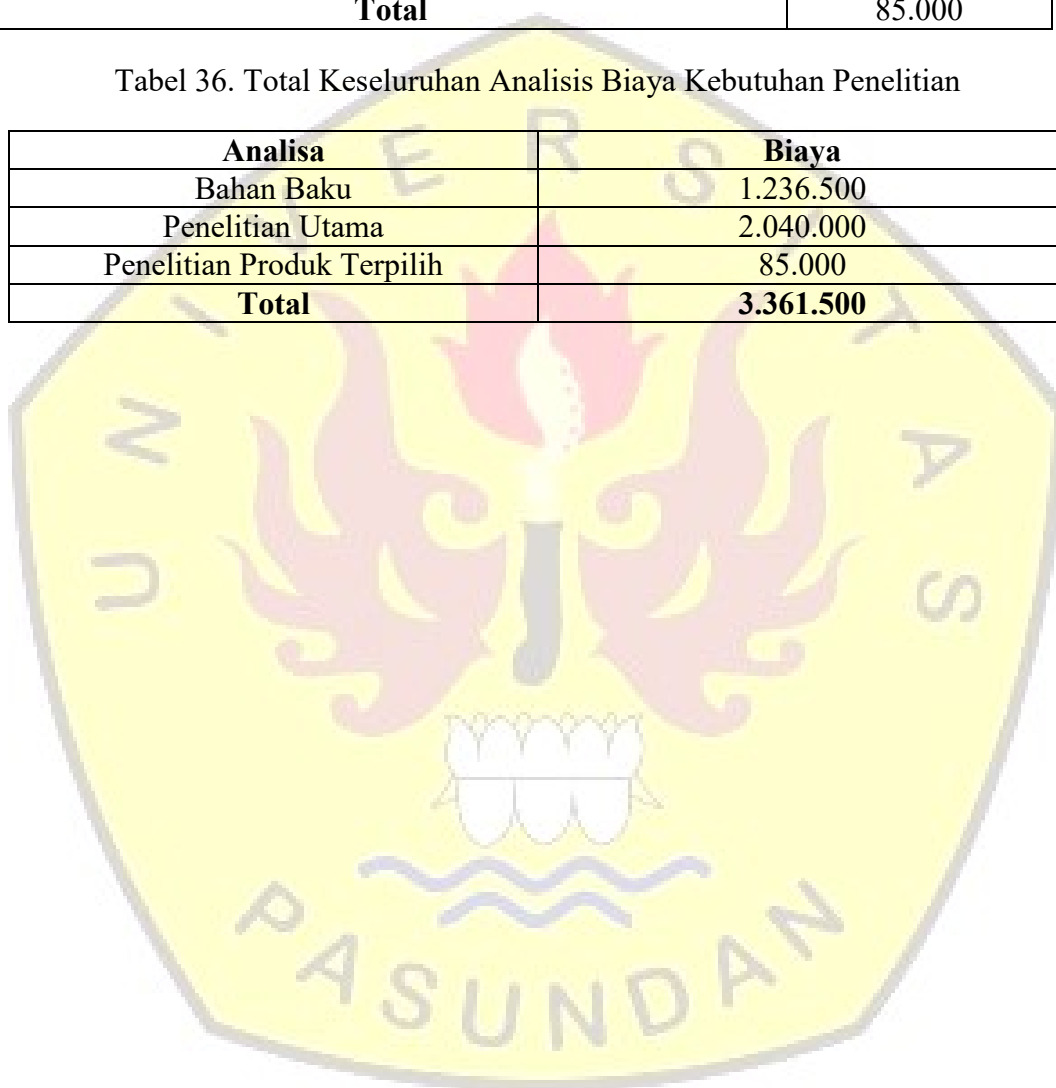 Total 85.000
Tabel 36. Total Keseluruhan Analisis Biaya Kebutuhan Penelitian
Analisa Biaya
Bahan Baku 1.236.500
Penelitian Utama 2.040.000
Penelitian Produk Terpilih 85.000
Total 3.361.500
UNIVERSITAS
PASUNDAN